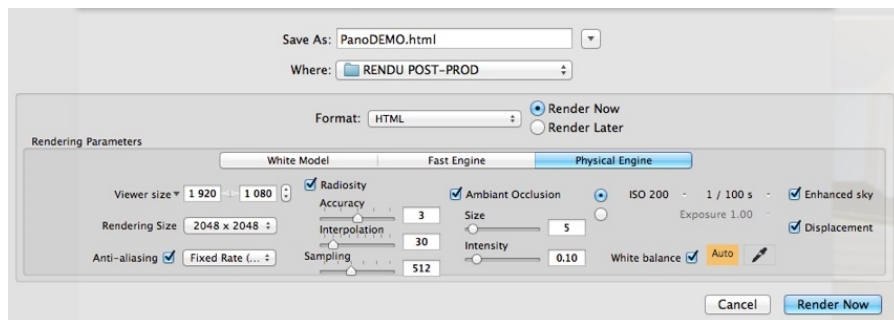 Save As: PanoDEMO.html
Where: RENDU POST-PROD
Format: HTML
Render Now
Render Later
Rendering Parameters
White Model Fast Engine Physical Engine
Viewer size 1 920 1 080
Radiosity
Accuracy 3
Ambiant Occlusion
ISO 200 - 1 / 100 s -
Enhanced sky
Rendering Size 2048 x 2048
Interpolation 30
Size 5
Exposure 1.00 -
Displacement
Anti-aliasing Fixed Rate (...
Sampling 512
Intensity 0.10
White balance Auto
Cancel Render Now